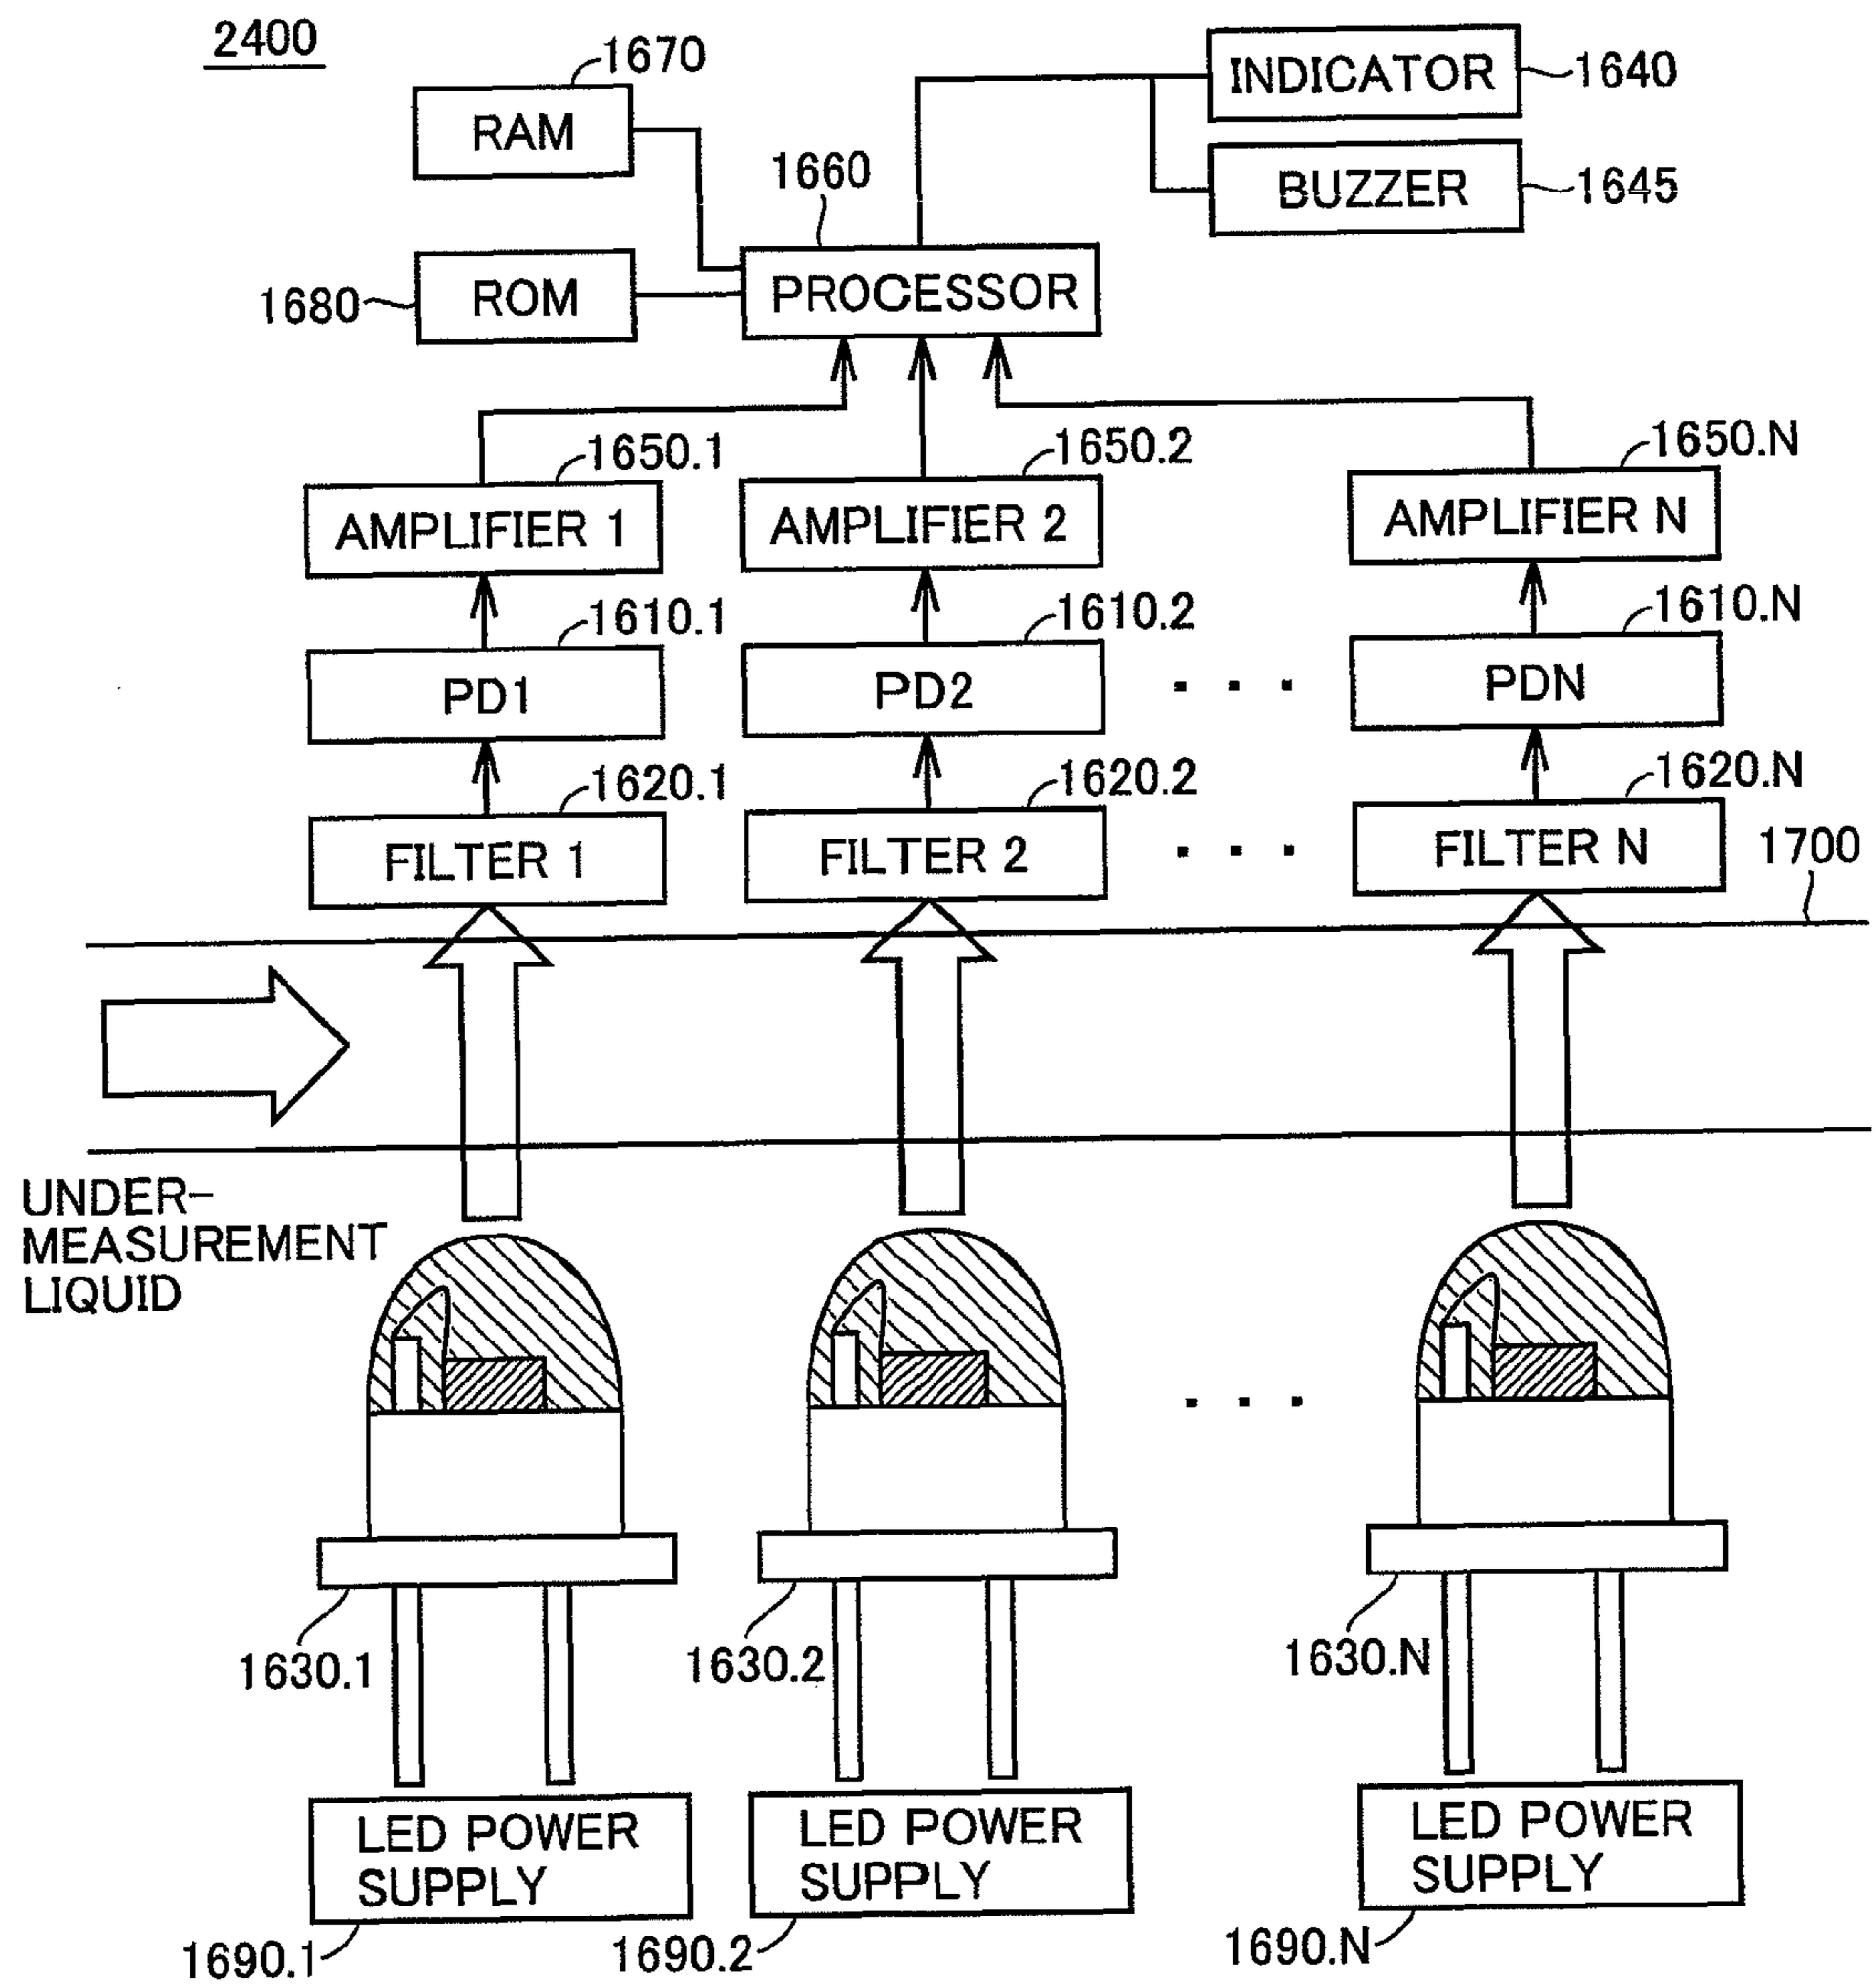 2400
1670
RAM
INDICATOR
1640
BUZZER
1645
1660
PROCESSOR
1680
ROM
1650.1
1650.2
1650.N
AMPLIFIER 1
AMPLIFIER 2
AMPLIFIER N
1610.1
1610.2
1610.N
PD1
PD2
. . .
PDN
1620.1
1620.2
1620.N
FILTER 1
FILTER 2
. . .
FILTER N
1700
UNDER-
MEASUREMENT
LIQUID
. . .
1630.1
1630.2
1630.N
LED POWER
SUPPLY
LED POWER
SUPPLY
LED POWER
SUPPLY
1690.1
1690.2
1690.N